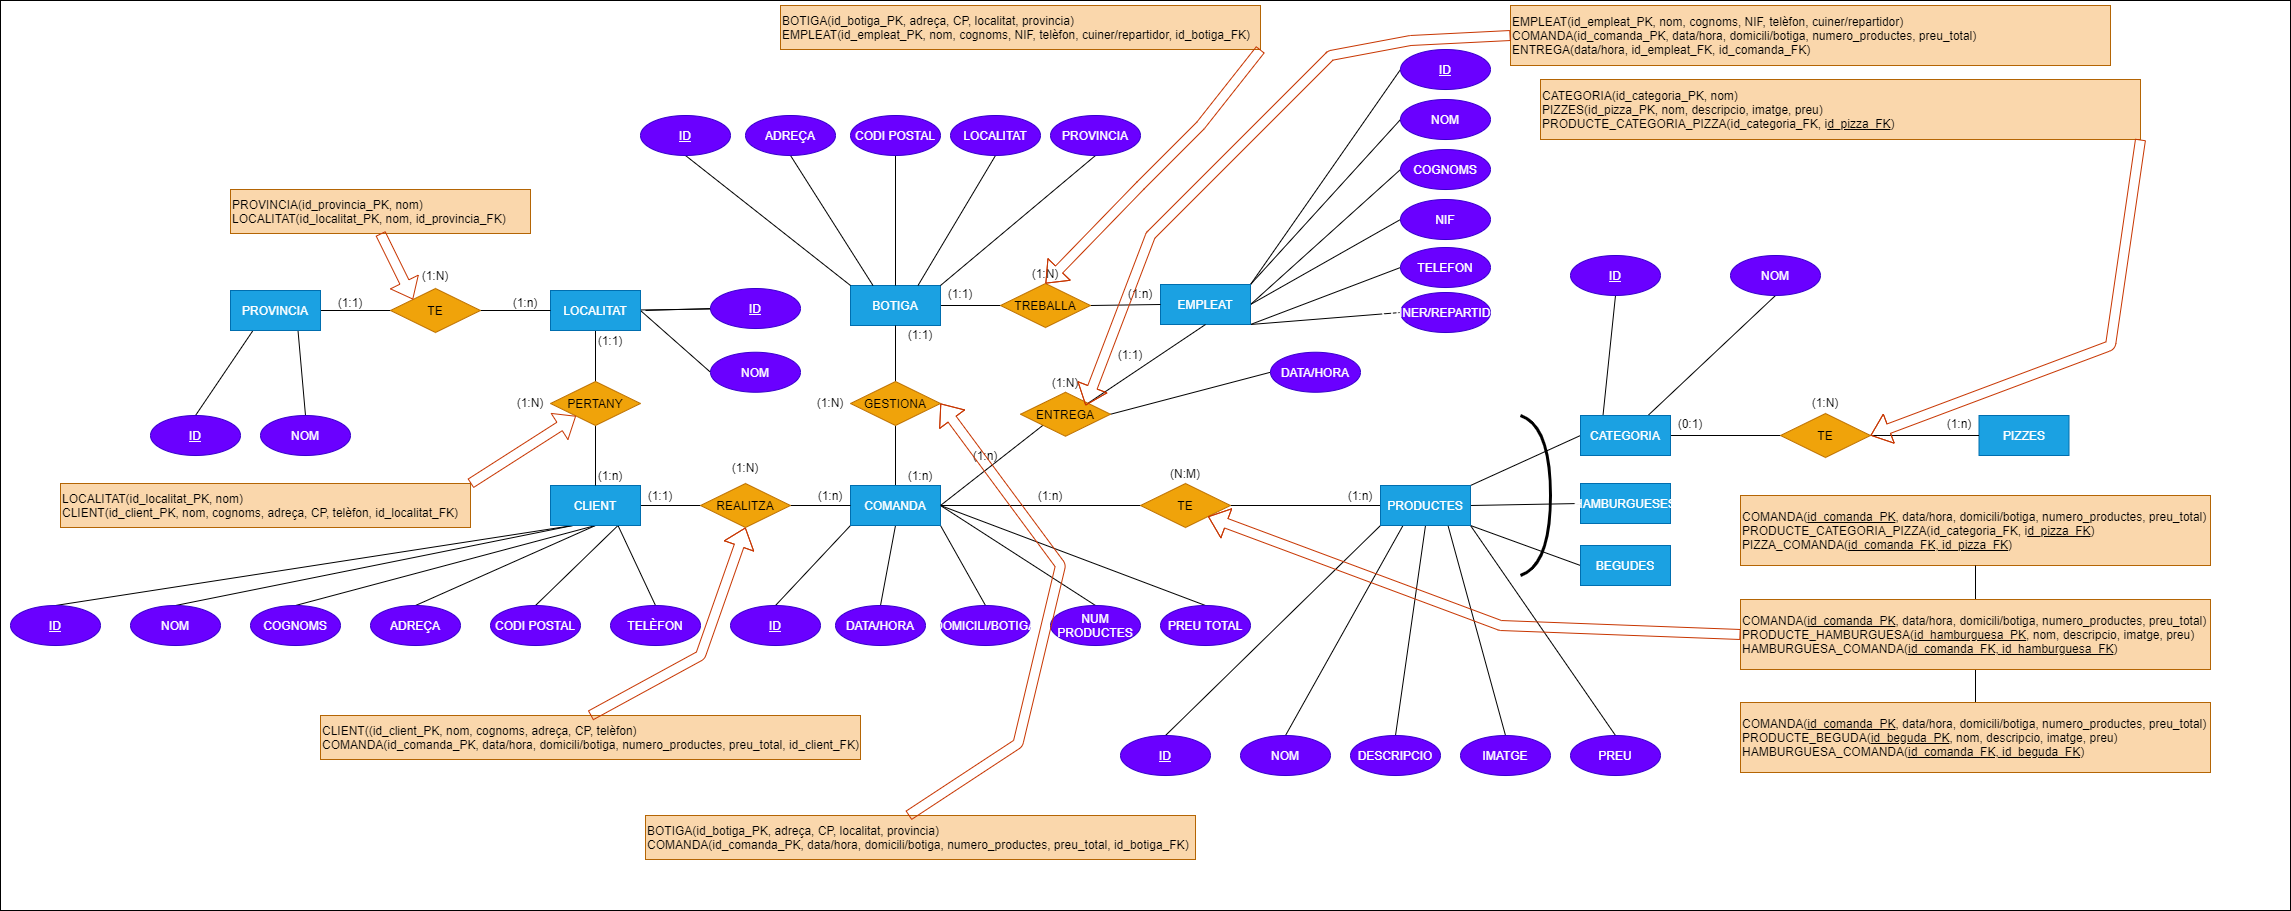 BOTIGA(id_botiga_PK, adreça, CP, localitat, provincia)
EMPLEAT(id_empleat_PK, nom, cognoms, NIF, telèfon, cuiner/repartidor, id_botiga_FK)
EMPLEAT(id_empleat_PK, nom, cognoms, NIF, telèfon, cuiner/repartidor)
COMANDA(id_comanda_PK, data/hora, domicili/botiga, numero_productes, preu_total)
ENTREGA(data/hora, id_empleat_FK, id_comanda_FK)
CATEGORIA(id_categoria_PK, nom)
PIZZES(id_pizza_PK, nom, descripcio, imatge, preu)
PRODUCTE_CATEGORIA_PIZZA(id_categoria_FK, id_pizza_FK)
ID
ADREÇA
CODI POSTAL
LOCALITAT
PROVINCIA
ID
NOM
COGNOMS
NIF
TELEFON
NER/REPARTID
PROVINCIA(id_provincia_PK, nom)
LOCALITAT(id_localitat_PK, nom, id_provincia_FK)
PROVINCIA
(1:1)
(1:N)
TE
(1:n)
LOCALITAT
ID
NOM
ID
NOM
BOTIGA
(1:1)
(1:N)
TREBALLA
(1:n)
EMPLEAT
ID
NOM
(1:1)
(1:N)
PERTANY
(1:n)
(1:1)
(1:N)
GESTIONA
(1:n)
(1:1)
(1:N)
ENTREGA
DATA/HORA
(1:n)
CATEGORIA
(0:1)
(1:N)
TE
(1:n)
PIZZES
LOCALITAT(id_localitat_PK, nom)
CLIENT(id_client_PK, nom, cognoms, adreça, CP, telèfon, id_localitat_FK)
CLIENT
(1:1)
(1:N)
REALITZA
(1:n)
COMANDA
(1:n)
(N:M)
TE
(1:n)
PRODUCTES
HAMBURGUESES
BEGUDES
COMANDA(id_comanda_PK, data/hora, domicili/botiga, numero_productes, preu_total)
PRODUCTE_CATEGORIA_PIZZA(id_categoria_FK, id_pizza_FK)
PIZZA_COMANDA(id_comanda_FK, id_pizza_FK)
COMANDA(id_comanda_PK, data/hora, domicili/botiga, numero_productes, preu_total)
PRODUCTE_HAMBURGUESA(id_hamburguesa_PK, nom, descripcio, imatge, preu)
HAMBURGUESA_COMANDA(id_comanda_FK, id_hamburguesa_FK)
COMANDA(id_comanda_PK, data/hora, domicili/botiga, numero_productes, preu_total)
PRODUCTE_BEGUDA(id_beguda_PK, nom, descripcio, imatge, preu)
HAMBURGUESA_COMANDA(id_comanda_FK, id_beguda_FK)
ID
NOM
COGNOMS
ADREÇA
CODI POSTAL
TELÈFON
ID
DATA/HORA
DOMICILI/BOTIGA
NUM
PRODUCTES
PREU TOTAL
ID
NOM
DESCRIPCIO
IMATGE
PREU
CLIENT((id_client_PK, nom, cognoms, adreça, CP, telèfon)
COMANDA(id_comanda_PK, data/hora, domicili/botiga, numero_productes, preu_total, id_client_FK)
BOTIGA(id_botiga_PK, adreça, CP, localitat, provincia)
COMANDA(id_comanda_PK, data/hora, domicili/botiga, numero_productes, preu_total, id_botiga_FK)